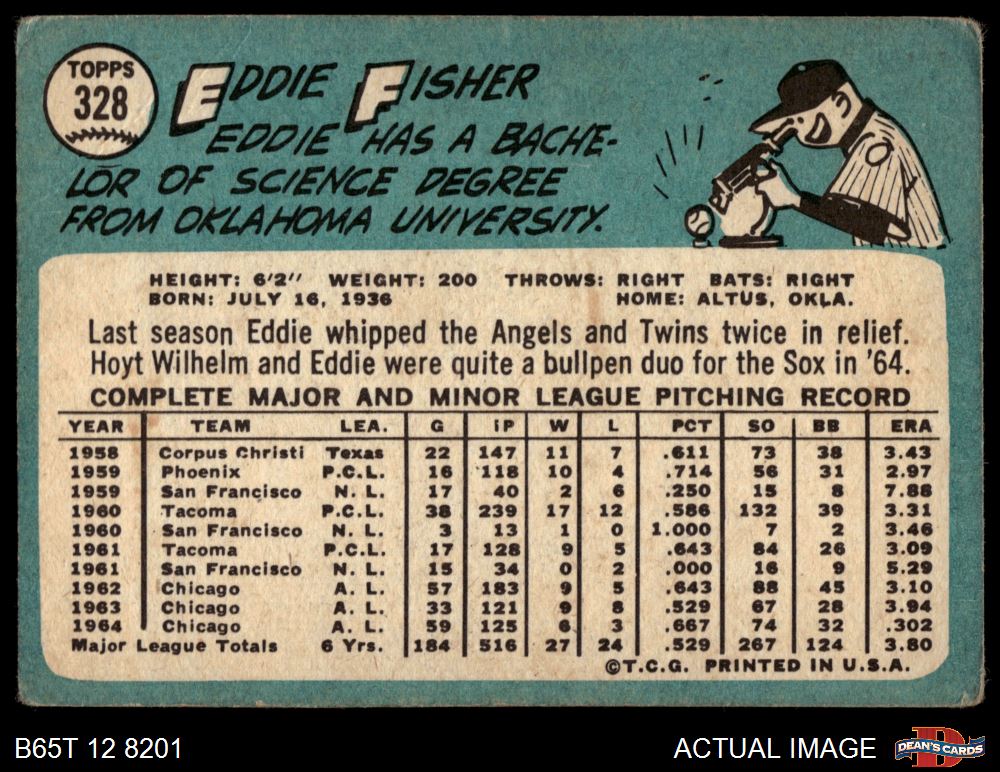 TOPPS
328
EDDIE FISHER
EDDIE HAS A BACHE-
LOR OF SCIENCE DEGREE
FROM OKLAHOMA UNIVERSITY.
HEIGHT: 6'2" WEIGHT: 200 THROWS: RIGHT BATS: RIGHT
BORN: JULY 16, 1936 HOME: ALTUS, OKLA.
Last season Eddie whipped the Angels and Twins twice in relief.
Hoyt Wilhelm and Eddie were quite a bullpen duo for the Sox in '64.
COMPLETE MAJOR AND MINOR LEAGUE PITCHING RECORD
YEAR TEAM LEA. G IP W L PCT SO BB ERA
1958 Corpus Christi Texas 22 147 11 7 .611 73 38 3.43
1959 Phoenix P.C.L. 16 118 10 4 .714 56 31 2.97
1959 San Francisco N. L. 17 40 2 6 .250 15 8 7.88
1960 Tacoma P.C.L. 38 239 17 12 .586 132 39 3.31
1960 San Francisco N. L. 3 13 1 0 1.000 7 2 3.46
1961 Tacoma P.C.L. 17 128 9 5 .643 84 26 3.09
1961 San Francisco N. L. 15 34 0 2 .000 16 9 5.29
1962 Chicago A. L. 57 183 9 5 .643 88 45 3.10
1963 Chicago A. L. 33 121 9 8 .529 67 28 3.94
1964 Chicago A. L. 59 125 6 3 .667 74 32 .302
Major League Totals 6 Yrs. 184 516 27 24 .529 267 124 3.80
©T.C.G. PRINTED IN U.S.A.
B65T 12 8201
ACTUAL IMAGE
D
DEAN'S CARDS